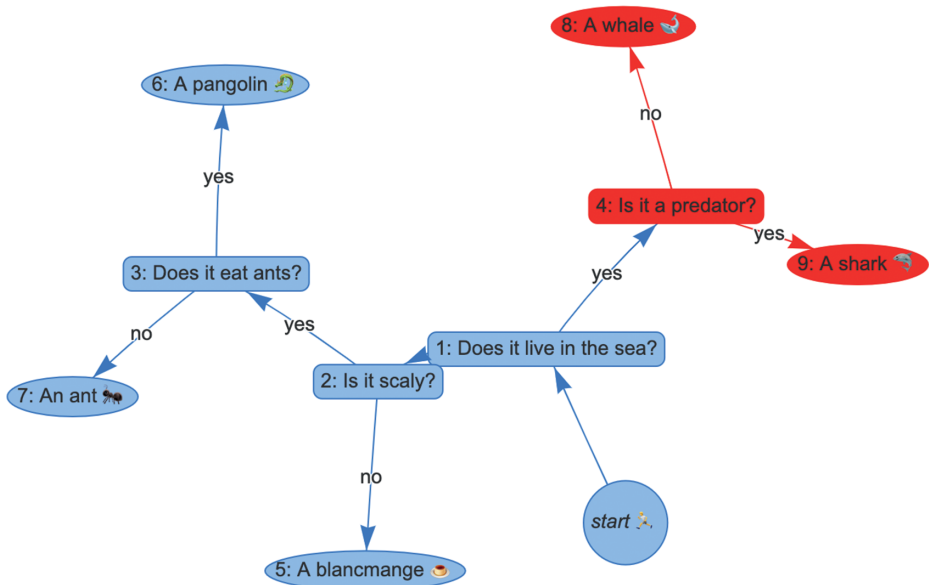 8: A whale 🐳
6: A pangolin 🐉
no
yes
4: Is it a predator?
yes
9: A shark 🦈
3: Does it eat ants?
yes
no
yes
1: Does it live in the sea?
2: Is it scaly?
7: An ant 🐜
no
start 🏃
5: A blancmange 🍮